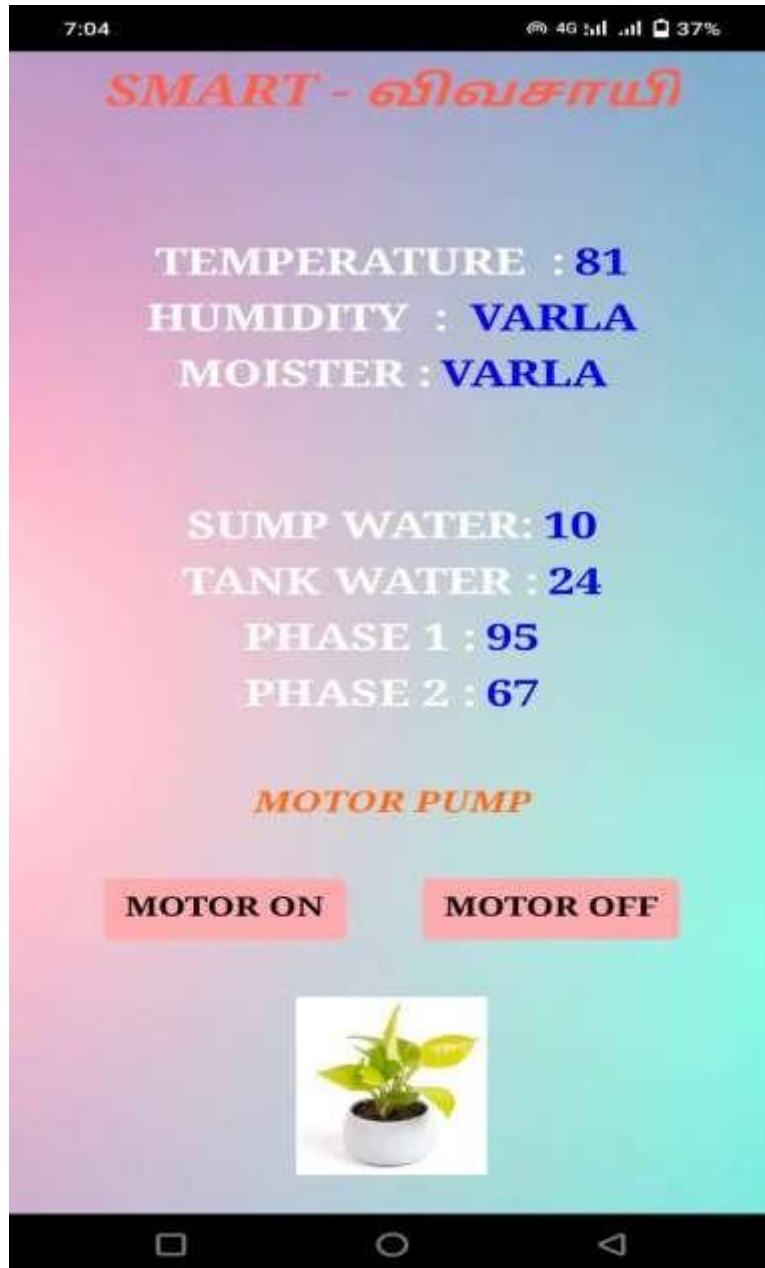 7:04 4G 37%
SMART - விவசாயி
TEMPERATURE : 81
HUMIDITY : VARLA
MOISTER : VARLA
SUMP WATER: 10
TANK WATER : 24
PHASE 1 : 95
PHASE 2 : 67
MOTOR PUMP
MOTOR ON MOTOR OFF